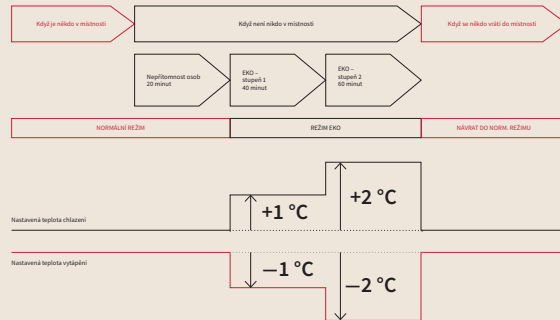 Když je někdo v místnosti
Když není nikdo v místnosti
Když se někdo vrátí do místnosti
Nepřítomnost osob
20 minut
EKO –
stupeň 1
40 minut
EKO –
stupeň 2
60 minut
NORMÁLNÍ REŽIM
REŽIM EKO
NÁVRAT DO NORM. REŽIMU
+1 °C
+2 °C
Nastavená teplota chlazení
Nastavená teplota vytápění
—1 °C
—2 °C